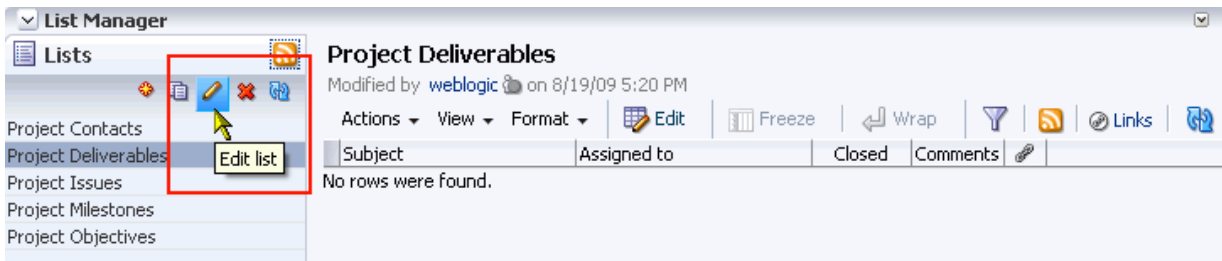 List Manager
Lists
Project Contacts
Project Deliverables
Edit list
Project Issues
Project Milestones
Project Objectives
Project Deliverables
Modified by weblogic on 8/19/09 5:20 PM
Actions View Format Edit Freeze Wrap Links
Subject Assigned to Closed Comments
No rows were found.